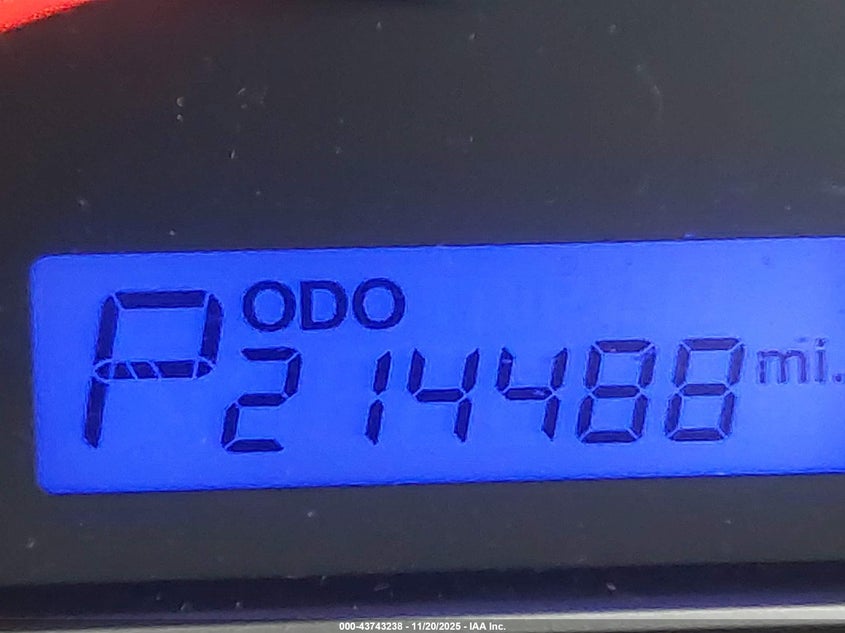 ODO
P 214488 mi.
000-43743238 - 11/20/2025 - IAA Inc.